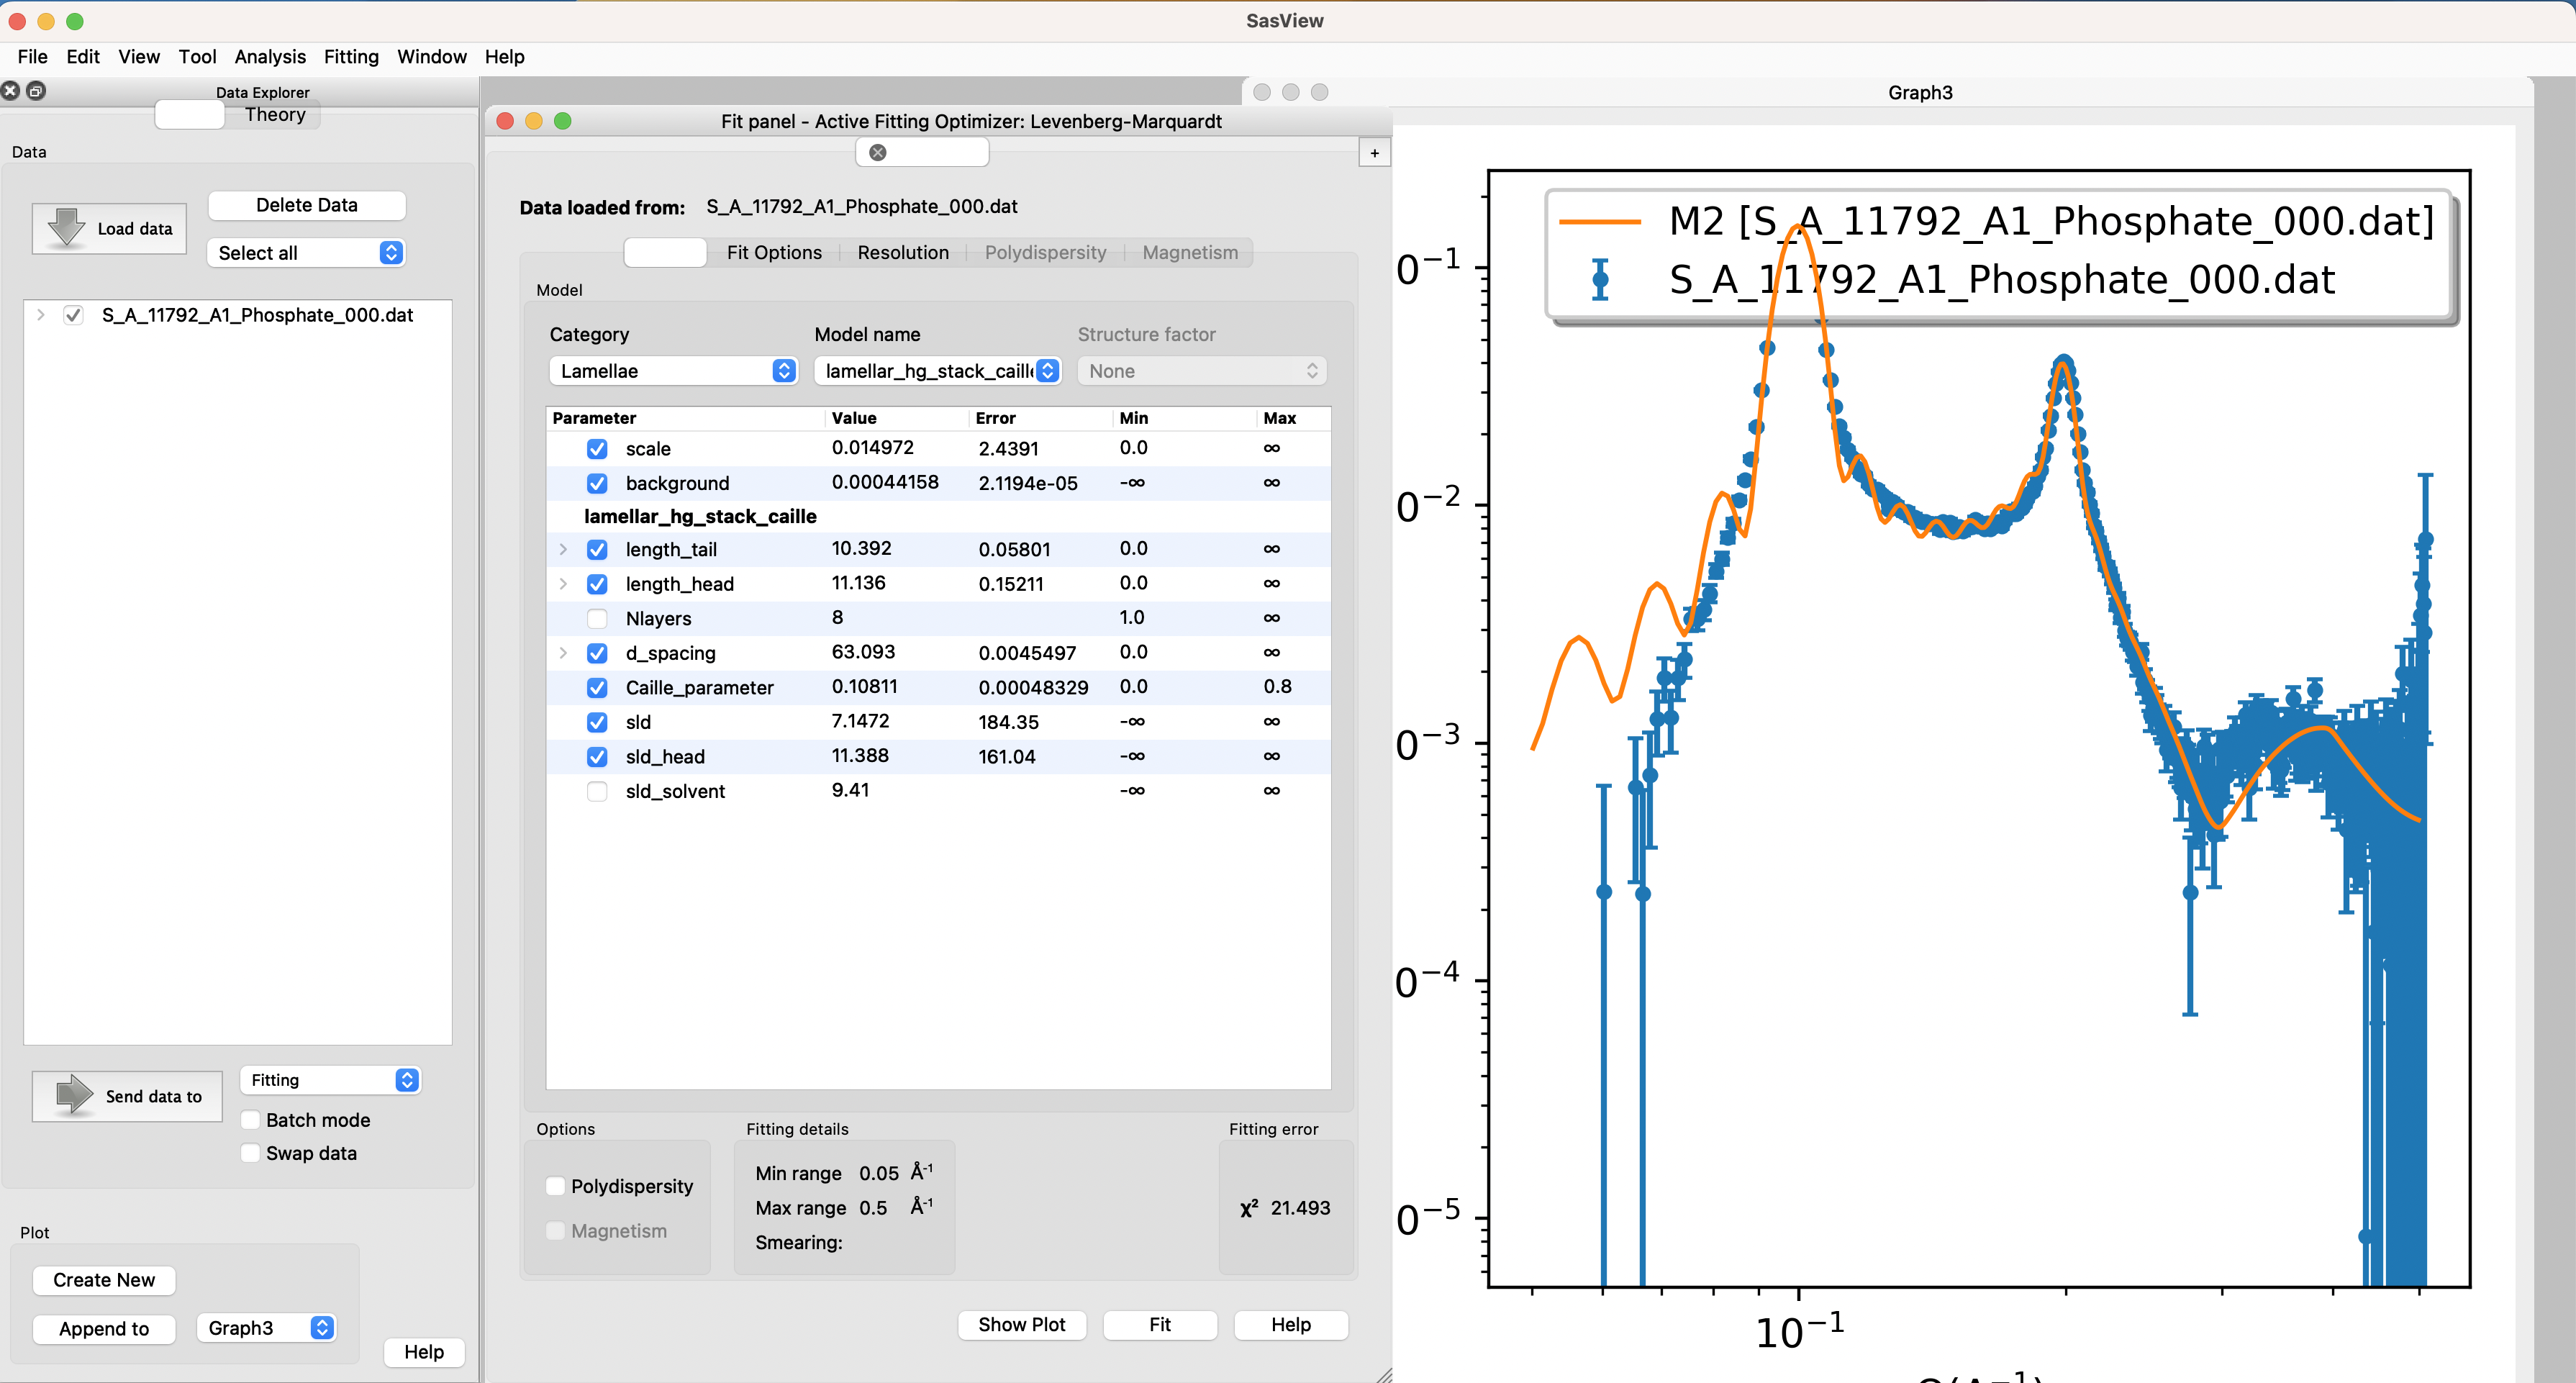 SasView
File Edit View Tool Analysis Fitting Window Help
Data Explorer
Theory
Data
Load data
Delete Data
Select all
S_A_11792_A1_Phosphate_000.dat
Send data to
Fitting
Batch mode
Swap data
Plot
Create New
Append to
Graph3
Help
Fit panel - Active Fitting Optimizer: Levenberg-Marquardt
+
Data loaded from: S_A_11792_A1_Phosphate_000.dat
Fit Options Resolution Polydispersity Magnetism
Model
Category Model name Structure factor
Lamellae lamellar_hg_stack_caill None
Parameter Value Error Min Max
scale 0.014972 2.4391 0.0 ∞
background 0.00044158 2.1194e-05 -∞ ∞
lamellar_hg_stack_caille
length_tail 10.392 0.05801 0.0 ∞
length_head 11.136 0.15211 0.0 ∞
Nlayers 8 1.0 ∞
d_spacing 63.093 0.0045497 0.0 ∞
Caille_parameter 0.10811 0.00048329 0.0 0.8
sld 7.1472 184.35 -∞ ∞
sld_head 11.388 161.04 -∞ ∞
sld_solvent 9.41 -∞ ∞
Options
Polydispersity
Magnetism
Fitting details
Min range 0.05 Å-1
Max range 0.5 Å-1
Smearing:
Fitting error
χ² 21.493
Show Plot Fit Help
Graph3
M2 [S_A_11792_A1_Phosphate_000.dat]
S_A_11792_A1_Phosphate_000.dat
0⁻¹
0⁻²
0⁻³
0⁻⁴
0⁻⁵
10⁻¹